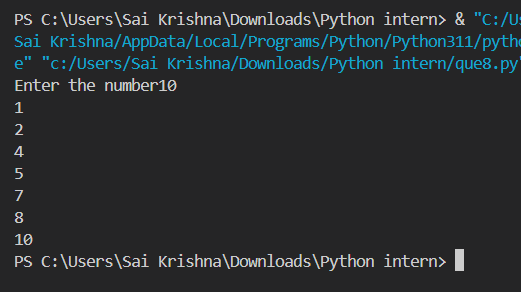 PS C:\Users\Sai Krishna\Downloads\Python intern> & "C:/Us
Sai Krishna/AppData/Local/Programs/Python/Python311/pytho
e" "c:/Users/Sai Krishna/Downloads/Python intern/que8.py"
Enter the number10
1
2
4
5
7
8
10
PS C:\Users\Sai Krishna\Downloads\Python intern>